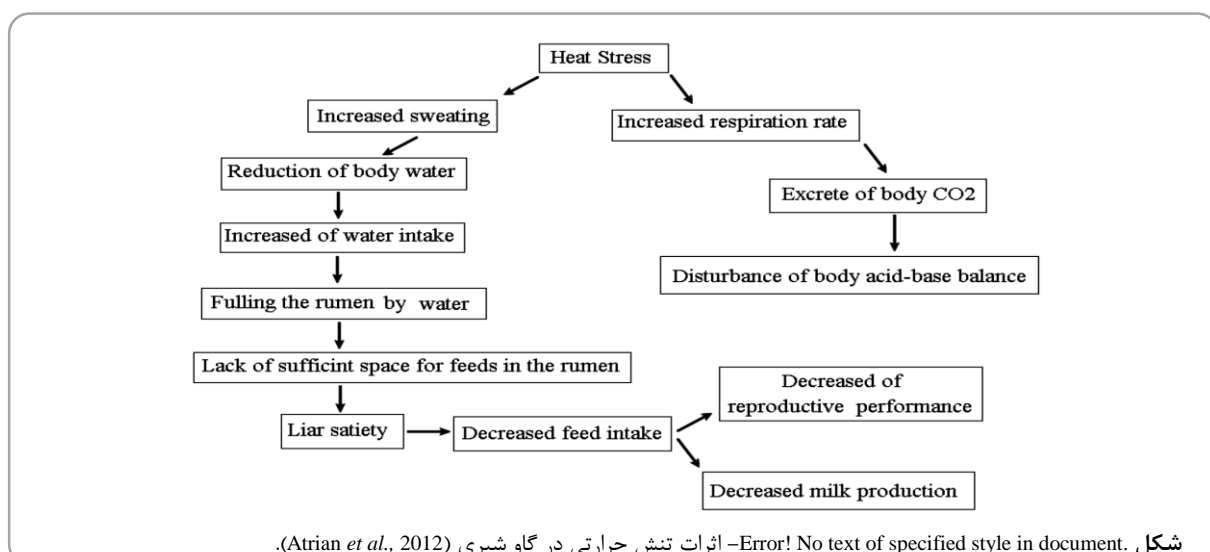 Heat Stress
Increased sweating
Increased respiration rate
Reduction of body water
Excrete of body CO2
Increased of water intake
Disturbance of body acid-base balance
Fulling the rumen by water
Lack of sufficint space for feeds in the rumen
Decreased of
reproductive performance
Liar satiety
Decreased feed intake
Decreased milk production
شکل Error! No text of specified style in document.– اثرات تنش حرارتی در گاو شیری (Atrian et al., 2012).